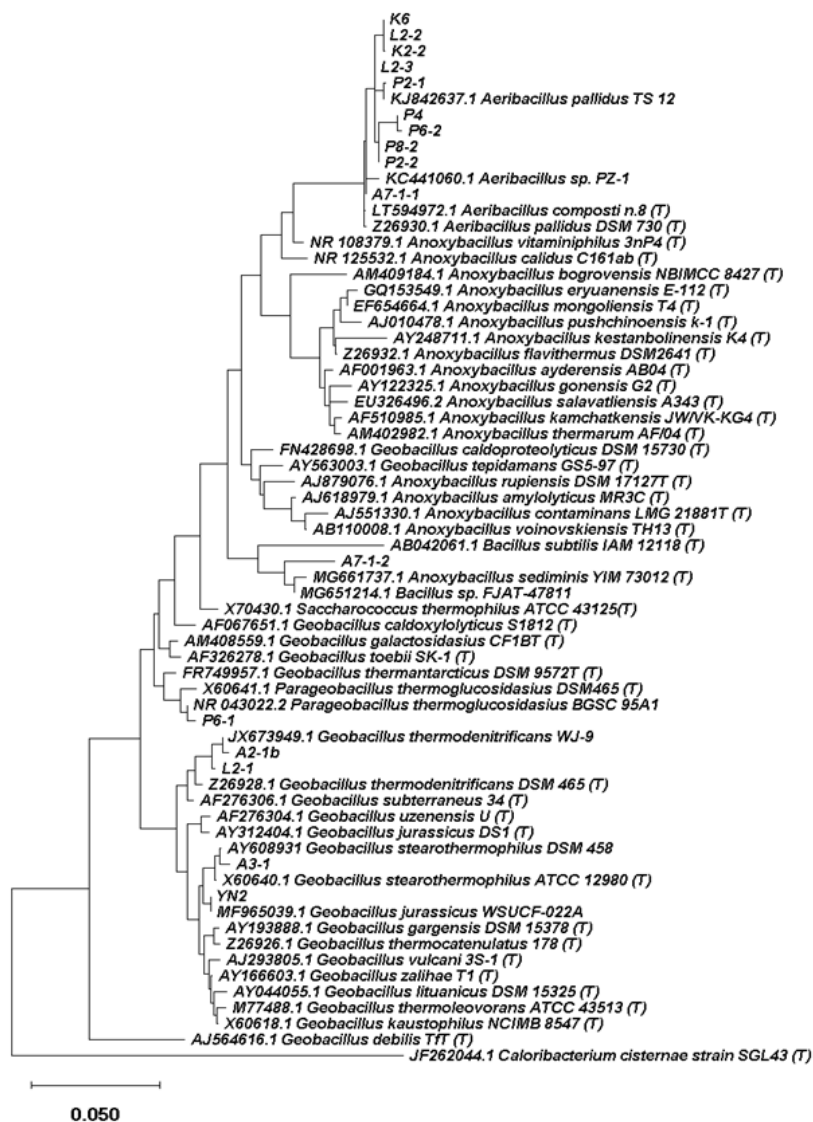 K6
L2-2
K2-2
L2-3
P2-1
KJ842637.1 Aeribacillus pallidus TS 12
P4
P6-2
P8-2
P2-2
KC441060.1 Aeribacillus sp. PZ-1
A7-1-1
LT594972.1 Aeribacillus composti n.8 (T)
Z26930.1 Aeribacillus pallidus DSM 730 (T)
NR 108379.1 Anoxybacillus vitaminiphilus 3nP4 (T)
NR 125532.1 Anoxybacillus calidus C161ab (T)
AM409184.1 Anoxybacillus bogrovensis NBIMCC 8427 (T)
GQ153549.1 Anoxybacillus eryuanensis E-112 (T)
EF654664.1 Anoxybacillus mongoliensis T4 (T)
AJ010478.1 Anoxybacillus pushchinoensis k-1 (T)
AY248711.1 Anoxybacillus kestanbolinensis K4 (T)
Z26932.1 Anoxybacillus flavithermus DSM2641 (T)
AF001963.1 Anoxybacillus ayderensis AB04 (T)
AY122325.1 Anoxybacillus gonensis G2 (T)
EU326496.2 Anoxybacillus salavatliensis A343 (T)
AF510985.1 Anoxybacillus kamchatkensis JW/VK-KG4 (T)
AM402982.1 Anoxybacillus thermarum AF/04 (T)
FN428698.1 Geobacillus caldoproteolyticus DSM 15730 (T)
AY563003.1 Geobacillus tepidamans GS5-97 (T)
AJ879076.1 Anoxybacillus rupiensis DSM 17127T (T)
AJ618979.1 Anoxybacillus amylolyticus MR3C (T)
AJ551330.1 Anoxybacillus contaminans LMG 21881T (T)
AB110008.1 Anoxybacillus voinovskiensis TH13 (T)
AB042061.1 Bacillus subtilis IAM 12118 (T)
A7-1-2
MG661737.1 Anoxybacillus sediminis YIM 73012 (T)
MG651214.1 Bacillus sp. FJAT-47811
X70430.1 Saccharococcus thermophilus ATCC 43125(T)
AF067651.1 Geobacillus caldoxylolyticus S1812 (T)
AM408559.1 Geobacillus galactosidasius CF1BT (T)
AF326278.1 Geobacillus toebii SK-1 (T)
FR749957.1 Geobacillus thermantarcticus DSM 9572T (T)
X60641.1 Parageobacillus thermoglucosidasius DSM465 (T)
NR 043022.2 Parageobacillus thermoglucosidasius BGSC 95A1
P6-1
JX673949.1 Geobacillus thermodenitrificans WJ-9
A2-1b
L2-1
Z26928.1 Geobacillus thermodenitrificans DSM 465 (T)
AF276306.1 Geobacillus subterraneus 34 (T)
AF276304.1 Geobacillus uzenensis U (T)
AY312404.1 Geobacillus jurassicus DS1 (T)
AY608931 Geobacillus stearothermophilus DSM 458
A3-1
X60640.1 Geobacillus stearothermophilus ATCC 12980 (T)
YN2
MF965039.1 Geobacillus jurassicus WSUCF-022A
AY193888.1 Geobacillus gargensis DSM 15378 (T)
Z26926.1 Geobacillus thermocatenulatus 178 (T)
AJ293805.1 Geobacillus vulcani 3S-1 (T)
AY166603.1 Geobacillus zalihae T1 (T)
AY044055.1 Geobacillus lituanicus DSM 15325 (T)
M77488.1 Geobacillus thermoleovorans ATCC 43513 (T)
X60618.1 Geobacillus kaustophilus NCIMB 8547 (T)
AJ564616.1 Geobacillus debilis TfT (T)
JF262044.1 Caloribacterium cisternae strain SGL43 (T)
0.050